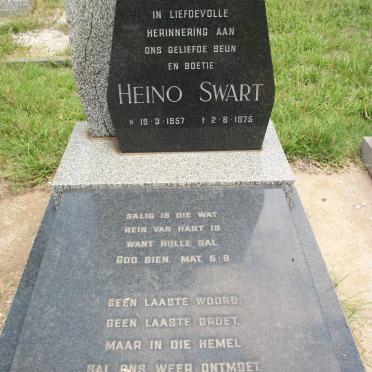 IN LIEFDEVOLLE
HERINNERING AAN
ONS GELIEFDE SEUN
EN BOETIE
HEINO SWART
* 19·3·1957 † 2·8·1975
SALIG IS DIE WAT
REIN VAN HART IS
WANT HULLE SAL
GOD SIEN. MAT. 5·8
GEEN LAASTE WOORD,
GEEN LAASTE GROET,
MAAR IN DIE HEMEL
SAL ONS WEER ONTMOET.